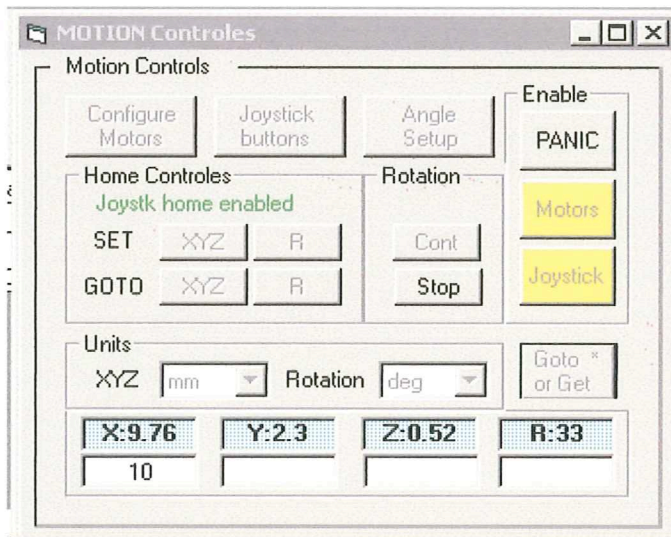 MOTION Controles
Motion Controls
Configure Motors
Joystick buttons
Angle Setup
Enable
PANIC
Home Controles
Rotation
Joystk home enabled
Motors
SET XYZ R
Cont
GOTO XYZ R
Stop
Joystick
Units
XYZ mm Rotation deg
Goto *
or Get
X:9.76 Y:2.3 Z:0.52 R:33
10